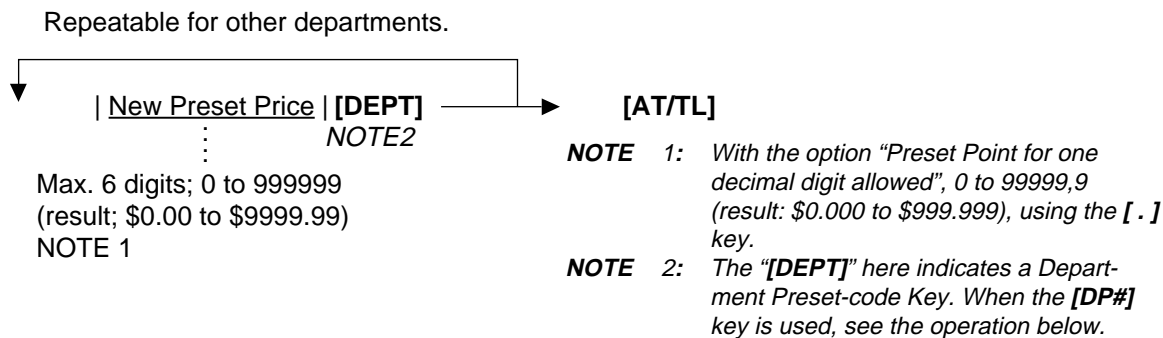 Repeatable for other departments.
| New Preset Price | [DEPT]
[AT/TL]
NOTE2
Max. 6 digits; 0 to 999999
(result; $0.00 to $9999.99)
NOTE 1
NOTE 1: With the option “Preset Point for one
decimal digit allowed”, 0 to 99999,9
(result: $0.000 to $999.999), using the [ . ]
key.
NOTE 2: The “[DEPT]” here indicates a Depart-
ment Preset-code Key. When the [DP#]
key is used, see the operation below.